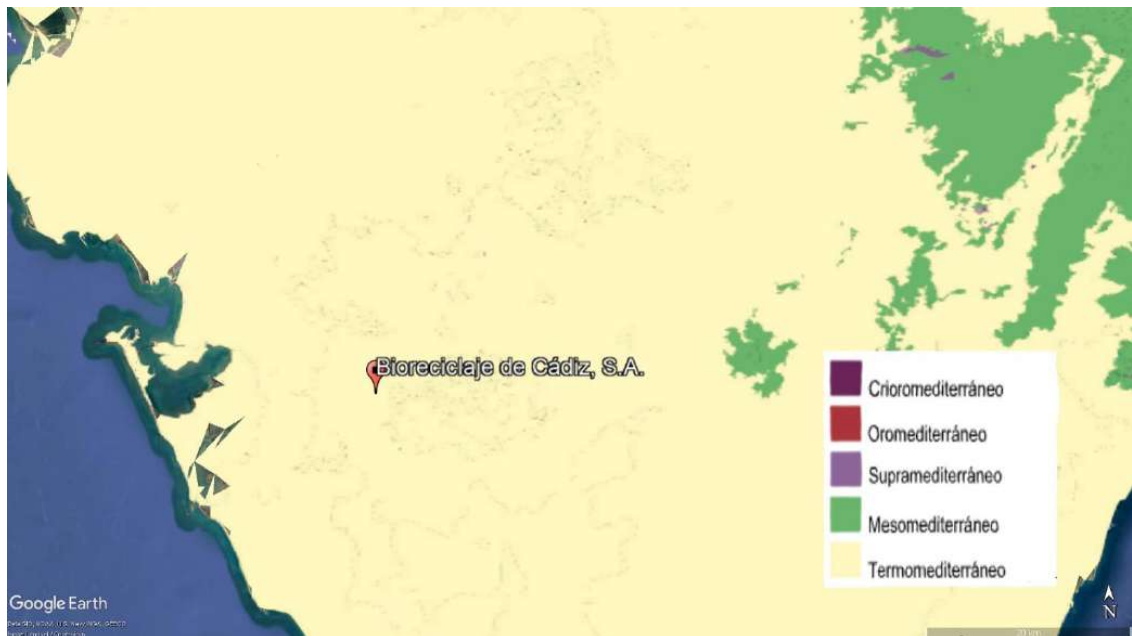 Bioreciclaje de Cádiz, S.A.
Crioromediterráneo
Oromediterráneo
Supramediterráneo
Mesomediterráneo
Termomediterráneo
Google Earth
N